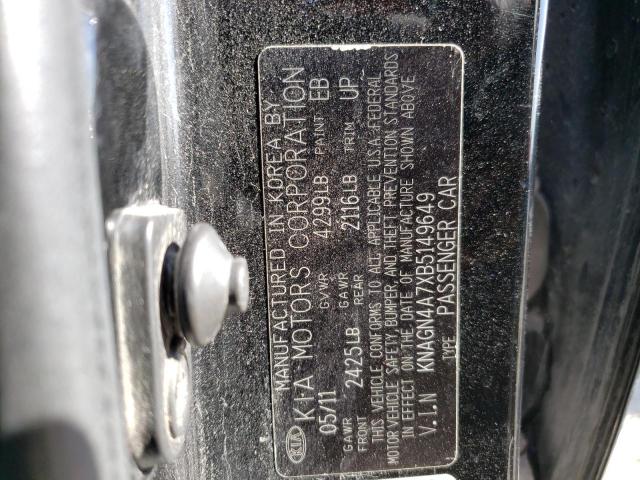 MANUFACTURED IN KOREA BY
KIA KIA MOTORS CORPORATION
05/11 GVWR 4299LB PAINT EB
GAWR FRONT 2425LB GAWR REAR 2116LB TRIM UP
THIS VEHICLE CONFORMS TO ALL APPLICABLE U.S.A. FEDERAL
MOTOR VEHICLE SAFETY, BUMPER, AND THEFT PREVENTION STANDARDS
IN EFFECT ON THE DATE OF MANUFACTURE SHOWN ABOVE
V.I.N KNAGN4A7XB5149649
TYPE PASSENGER CAR